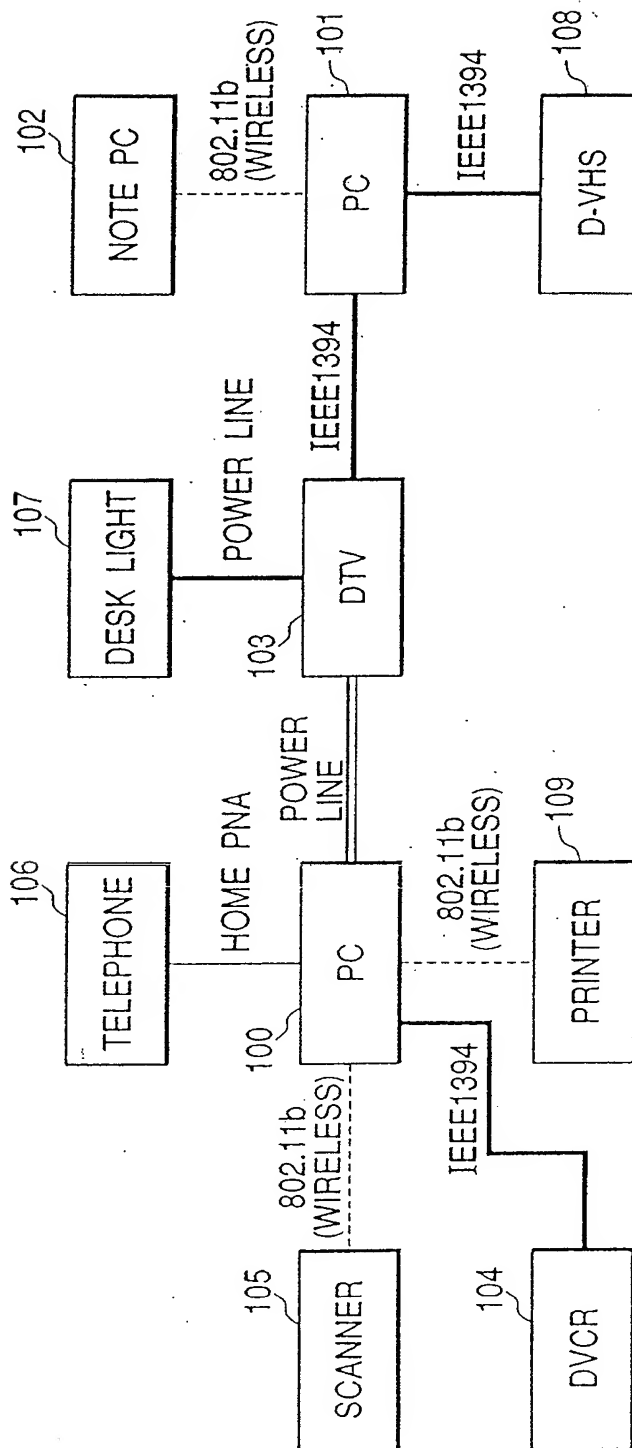 102
NOTE PC
802.11b
(WIRELESS)
101
PC
IEEE1394
108
D-VHS
107
DESK LIGHT
POWER LINE
IEEE1394
103
DTV
106
TELEPHONE
HOME PNA
POWER
LINE
100
PC
802.11b
(WIRELESS)
109
PRINTER
802.11b
(WIRELESS)
105
SCANNER
IEEE1394
104
DVCR